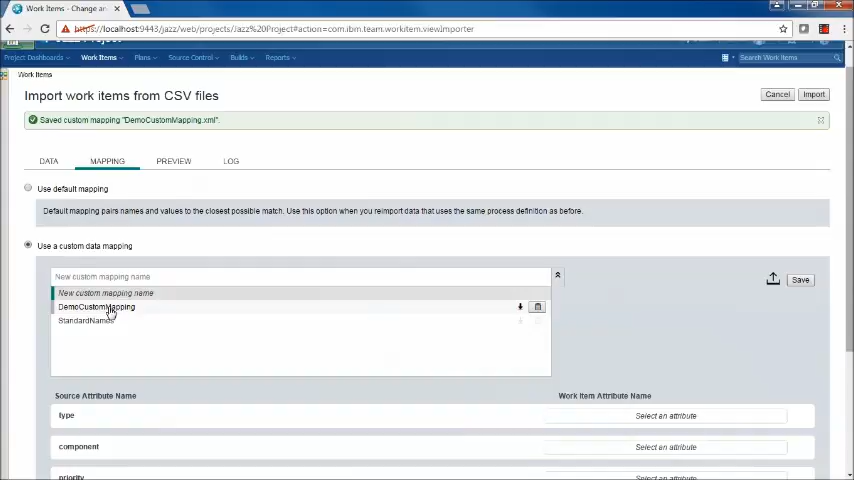 Work Items - Change an
https://localhost:9443/jazz/web/projects/Jazz%20Project#action=com.ibm.team.workitem.viewImporter
Project Dashboards Work Items Plans Source Control Builds Reports Search Work Items
Work Items
Import work items from CSV files Cancel Import
Saved custom mapping "DemoCustomMapping.xml".
DATA MAPPING PREVIEW LOG
Use default mapping
Default mapping pairs names and values to the closest possible match. Use this option when you reimport data that uses the same process definition as before.
Use a custom data mapping
New custom mapping name Save
New custom mapping name
DemoCustomMapping
StandardNames
Source Attribute Name Work Item Attribute Name
type Select an attribute
component Select an attribute
priority Select an attribute